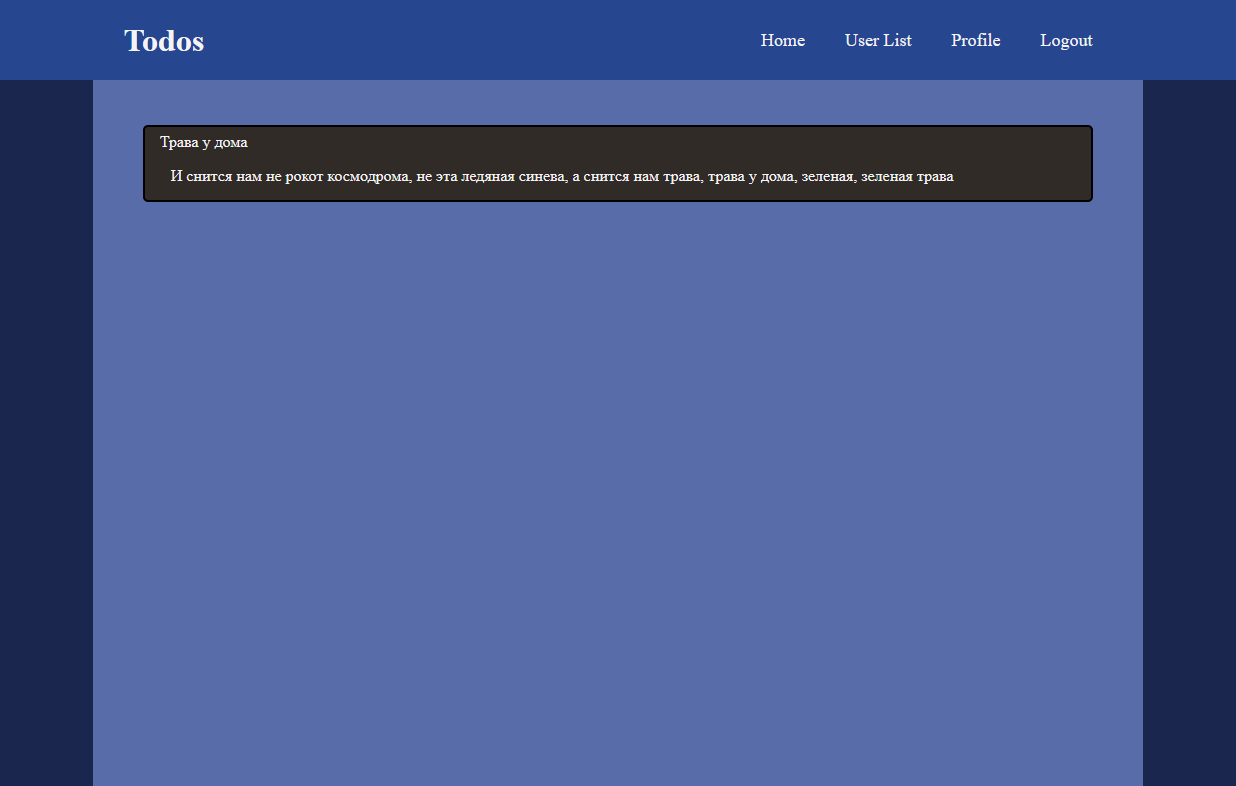 Todos
Home User List Profile Logout
Трава у дома
И снится нам не рокот космодрома, не эта ледяная синева, а снится нам трава, трава у дома, зеленая, зеленая трава